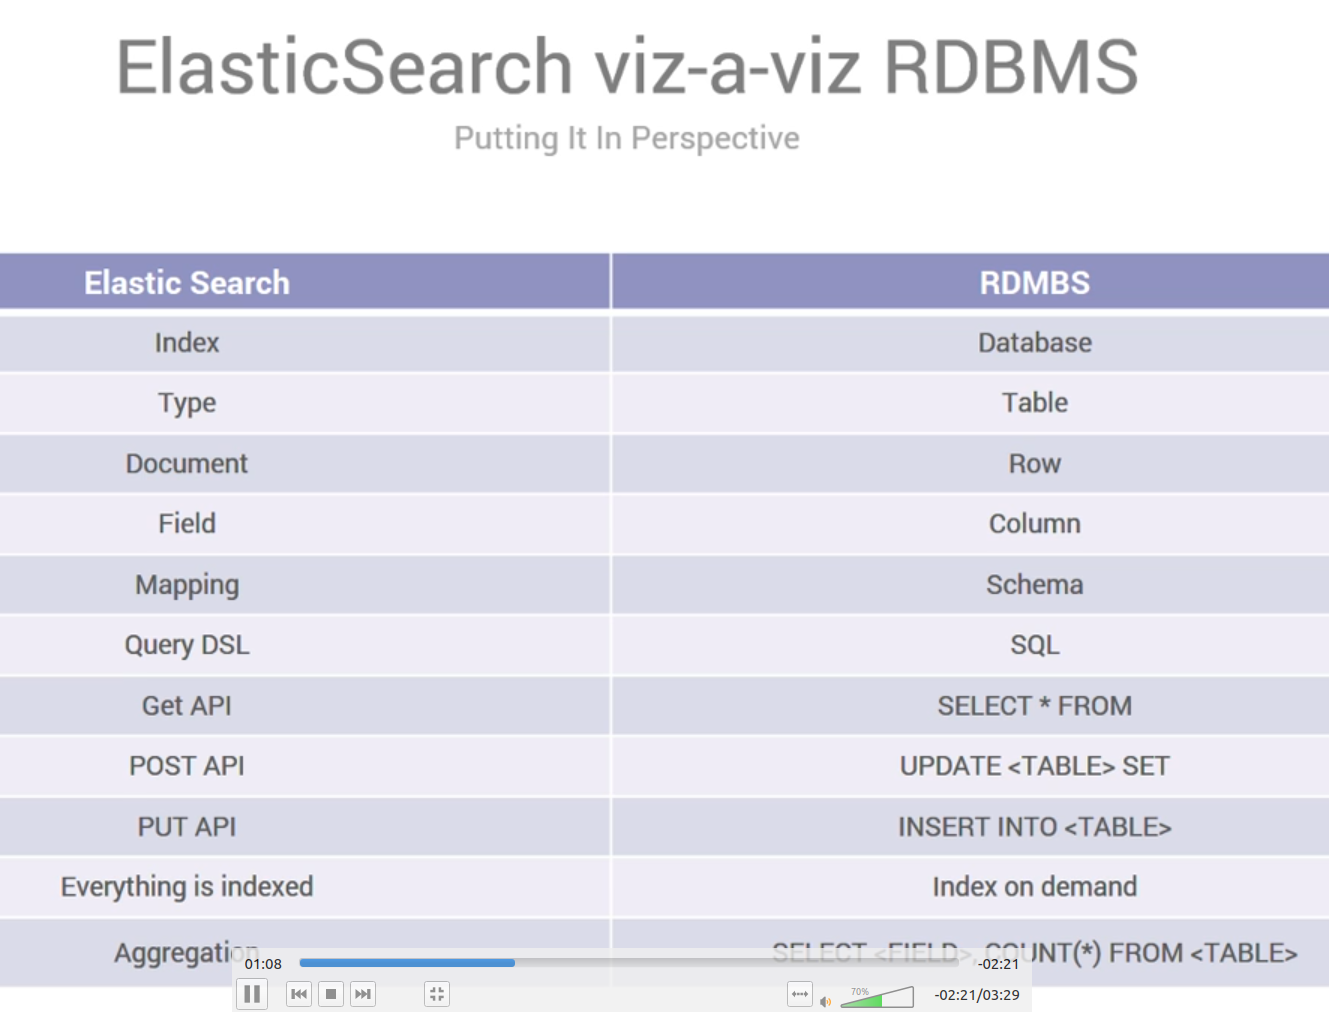 ElasticSearch viz-a-viz RDBMS
Putting It In Perspective
Elastic Search RDMBS
Index Database
Type Table
Document Row
Field Column
Mapping Schema
Query DSL SQL
Get API SELECT * FROM
POST API UPDATE <TABLE> SET
PUT API INSERT INTO <TABLE>
Everything is indexed Index on demand
Aggregation SELECT <FIELD>, COUNT(*) FROM <TABLE>
01:08 -02:21
70% -02:21/03:29